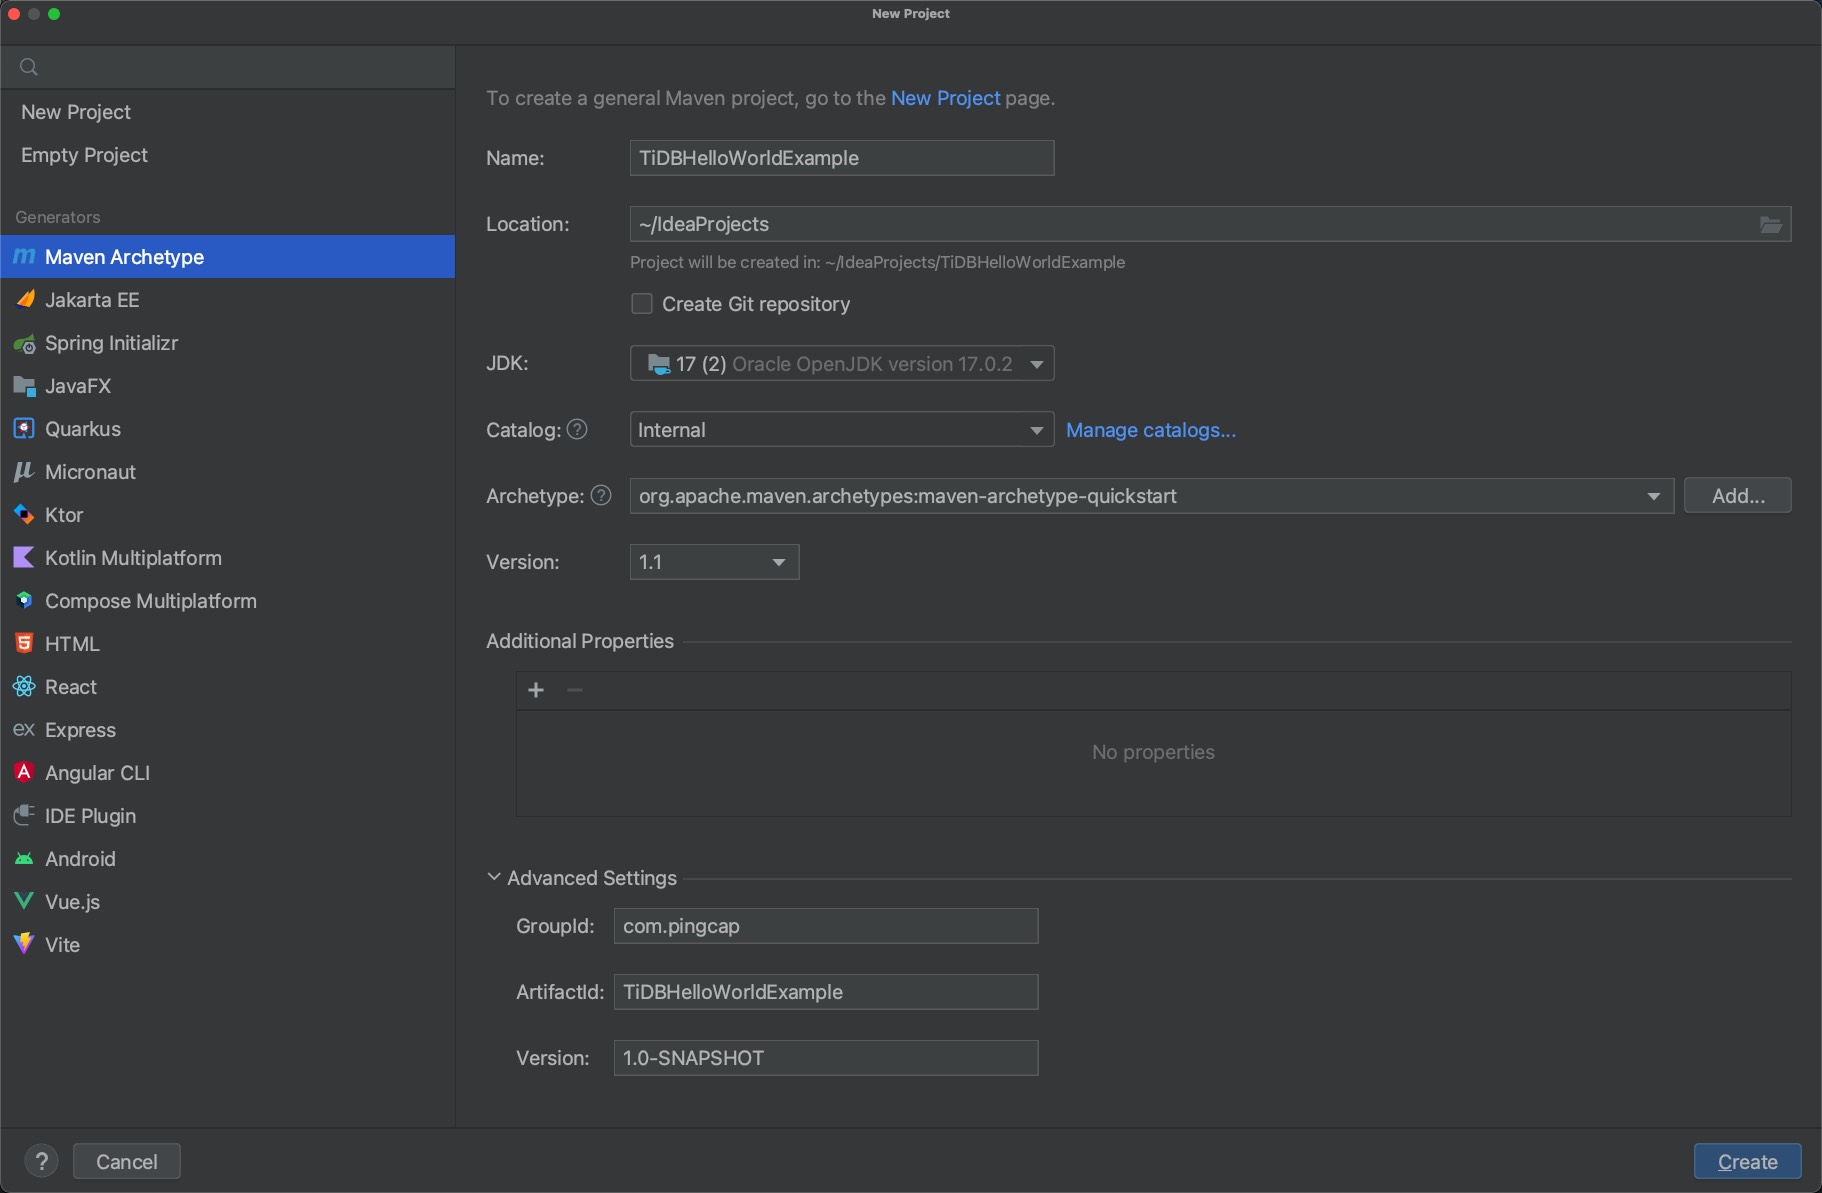 New Project
New Project
Empty Project
Generators
Maven Archetype
Jakarta EE
Spring Initializr
JavaFX
Quarkus
Micronaut
Ktor
Kotlin Multiplatform
Compose Multiplatform
HTML
React
ex Express
Angular CLI
IDE Plugin
Android
Vue.js
Vite
To create a general Maven project, go to the New Project page.
Name: TiDBHelloWorldExample
Location: ~/IdeaProjects
Project will be created in: ~/IdeaProjects/TiDBHelloWorldExample
Create Git repository
JDK: 17 (2) Oracle OpenJDK version 17.0.2
Catalog: ? Internal Manage catalogs...
Archetype: ? org.apache.maven.archetypes:maven-archetype-quickstart Add...
Version: 1.1
Additional Properties
+ −
No properties
Advanced Settings
GroupId: com.pingcap
ArtifactId: TiDBHelloWorldExample
Version: 1.0-SNAPSHOT
? Cancel Create